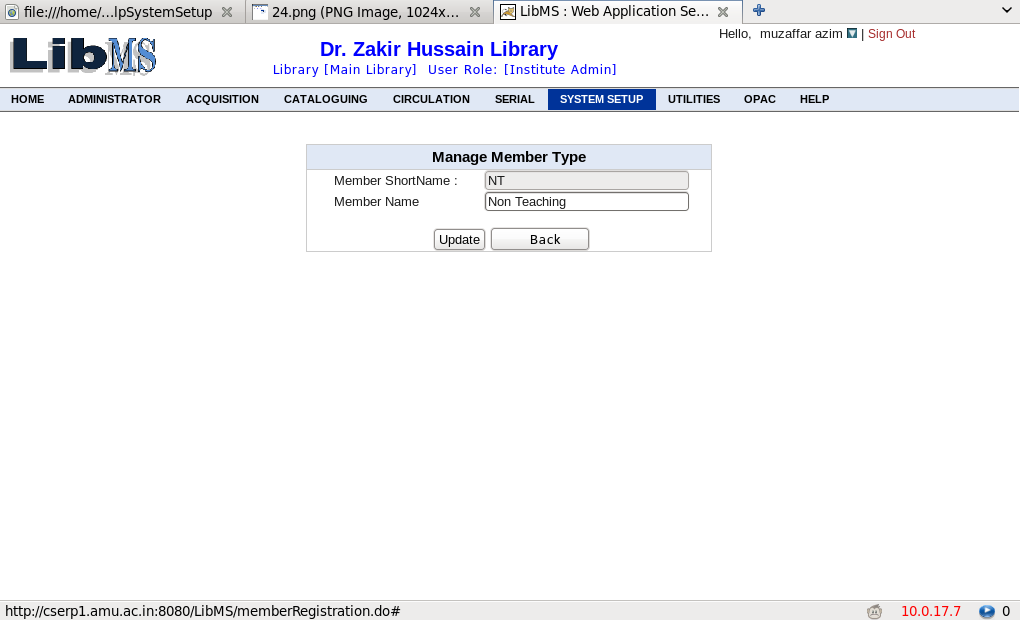 file:///home/...lpSystemSetup 24.png (PNG Image, 1024x... LibMS : Web Application Se...
Hello, muzaffar azim | Sign Out
LibMS
Dr. Zakir Hussain Library
Library [Main Library] User Role: [Institute Admin]
HOME ADMINISTRATOR ACQUISITION CATALOGUING CIRCULATION SERIAL SYSTEM SETUP UTILITIES OPAC HELP
Manage Member Type
Member ShortName : NT
Member Name Non Teaching
Update Back
http://cserp1.amu.ac.in:8080/LibMS/memberRegistration.do# 10.0.17.7 0